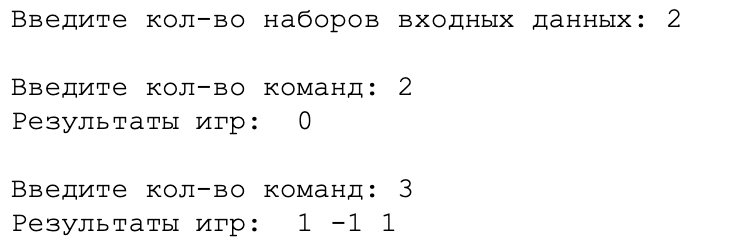 Введите кол-во наборов входных данных: 2
Введите кол-во команд: 2
Результаты игр:  0
Введите кол-во команд: 3
Результаты игр:  1 -1 1